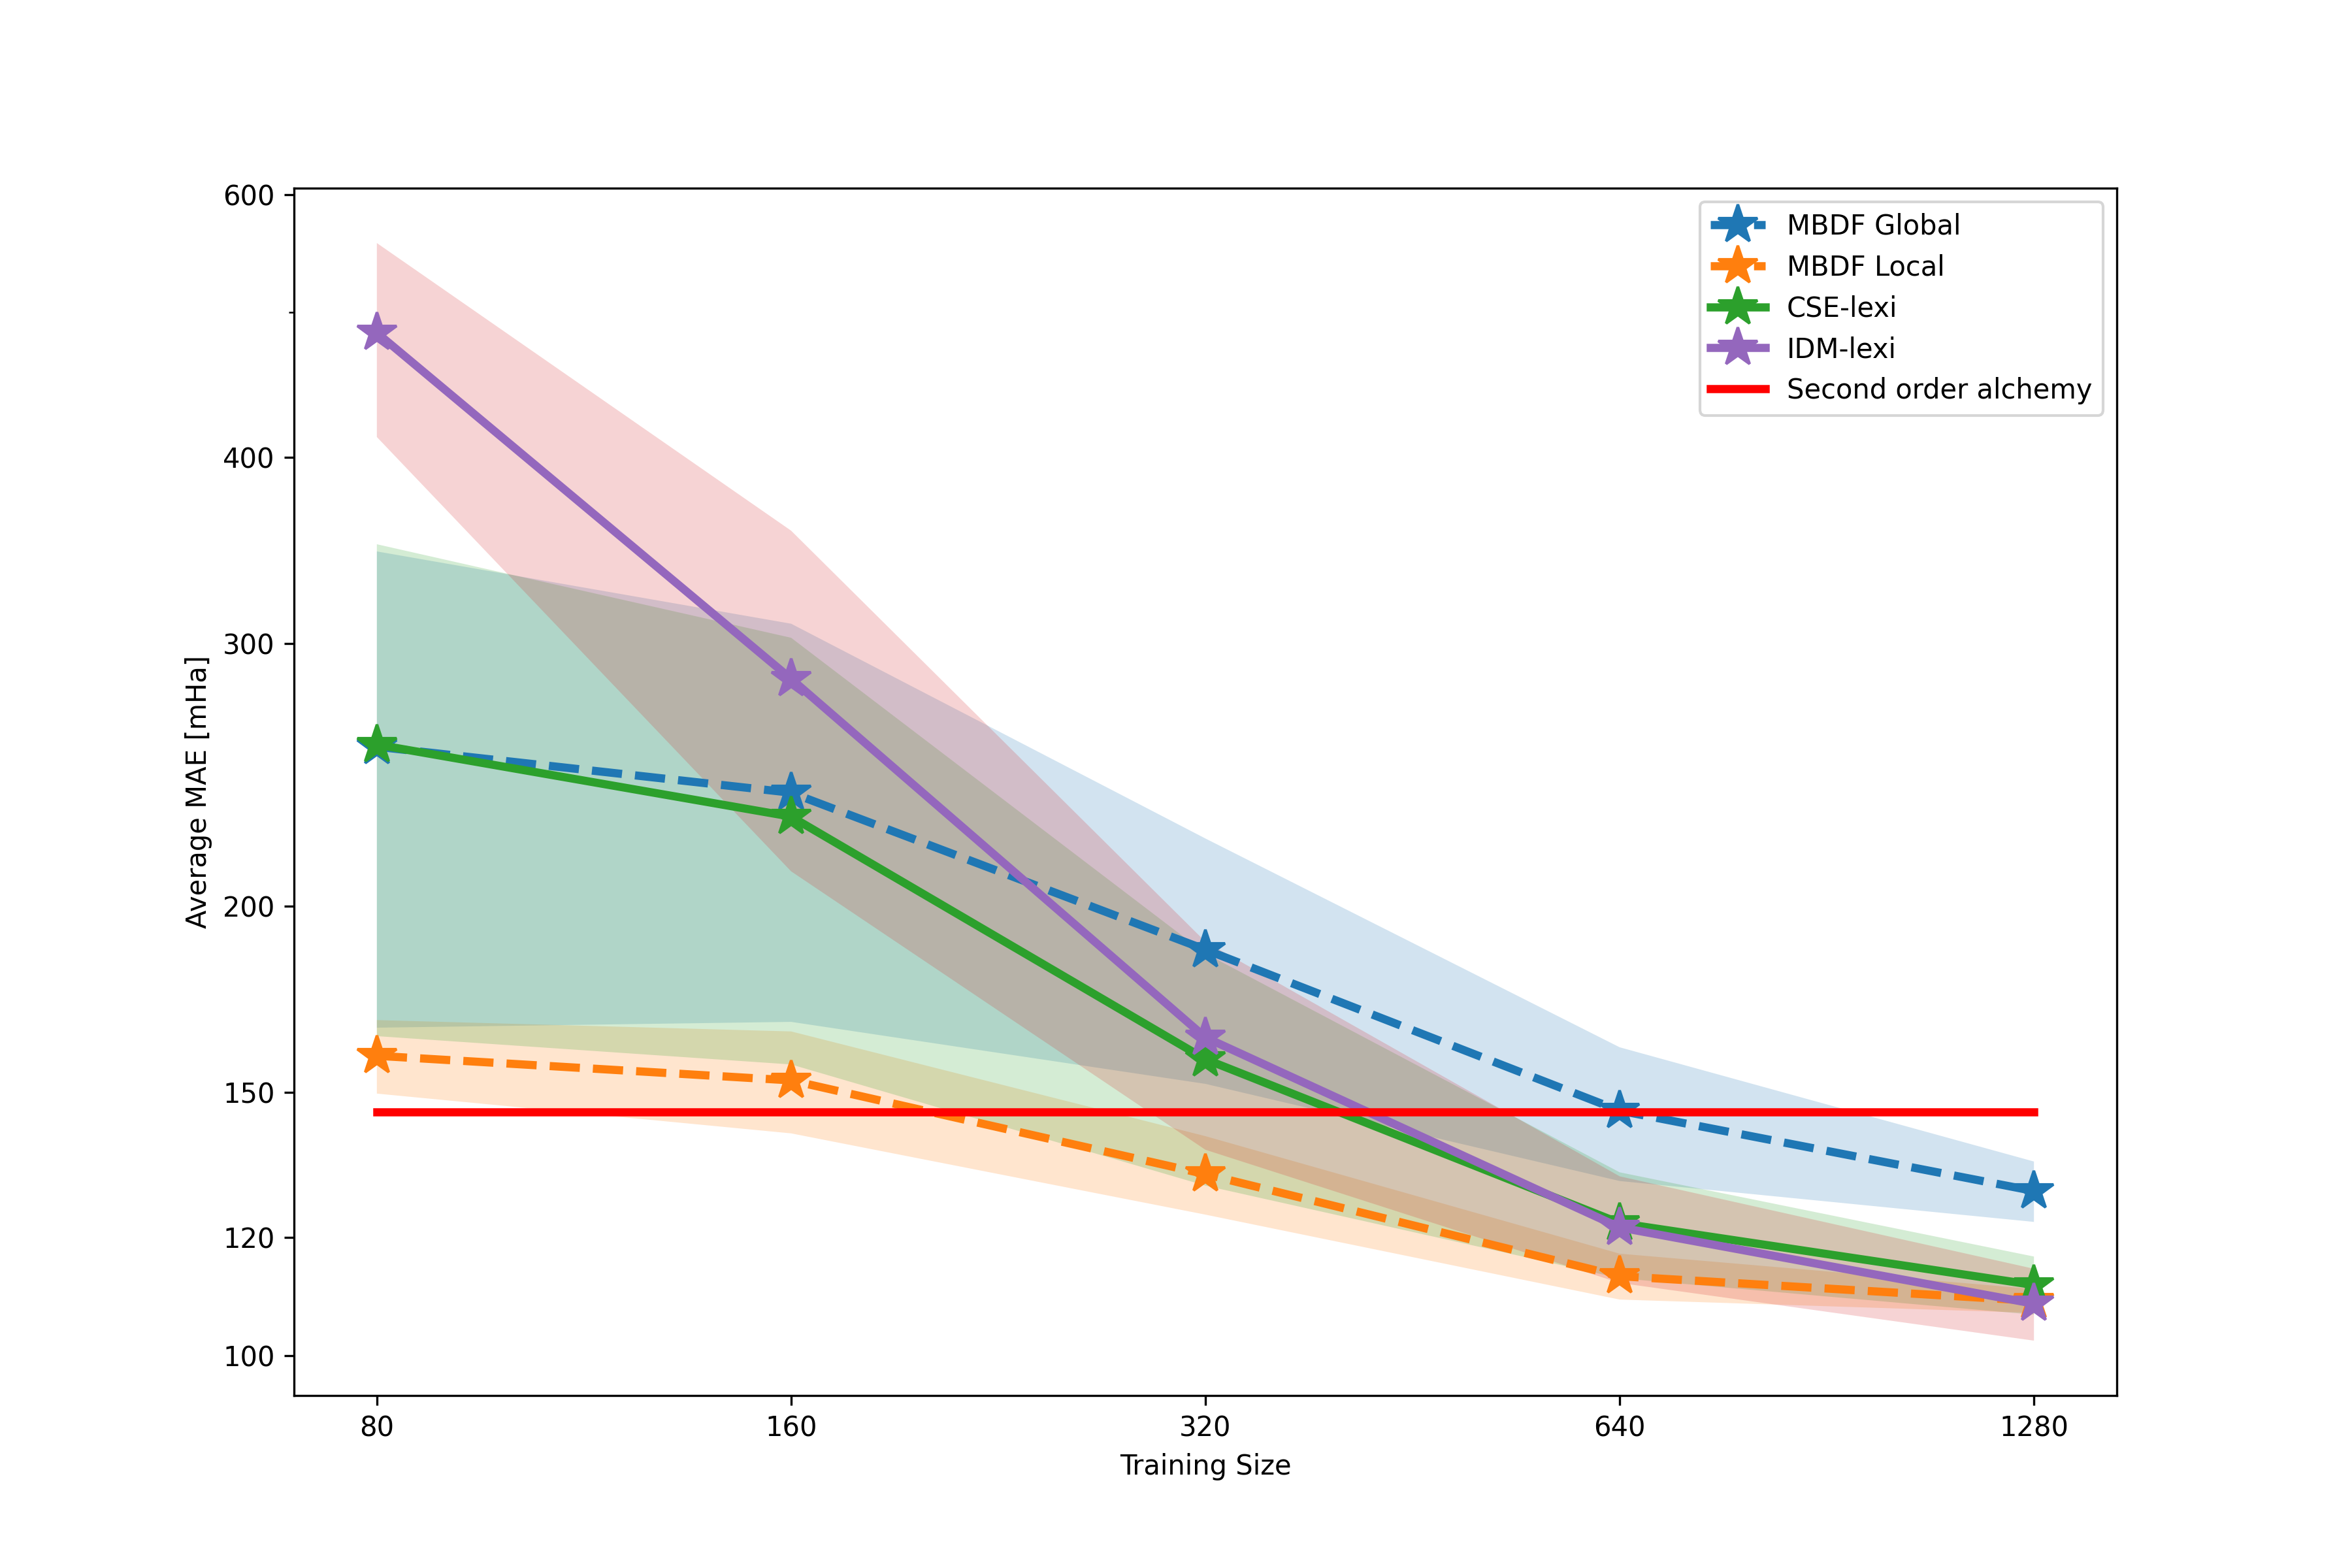 600
400
300
200
150
120
100
Average MAE [mHa]
80
160
320
640
1280
Training Size
MBDF Global
MBDF Local
CSE-lexi
IDM-lexi
Second order alchemy